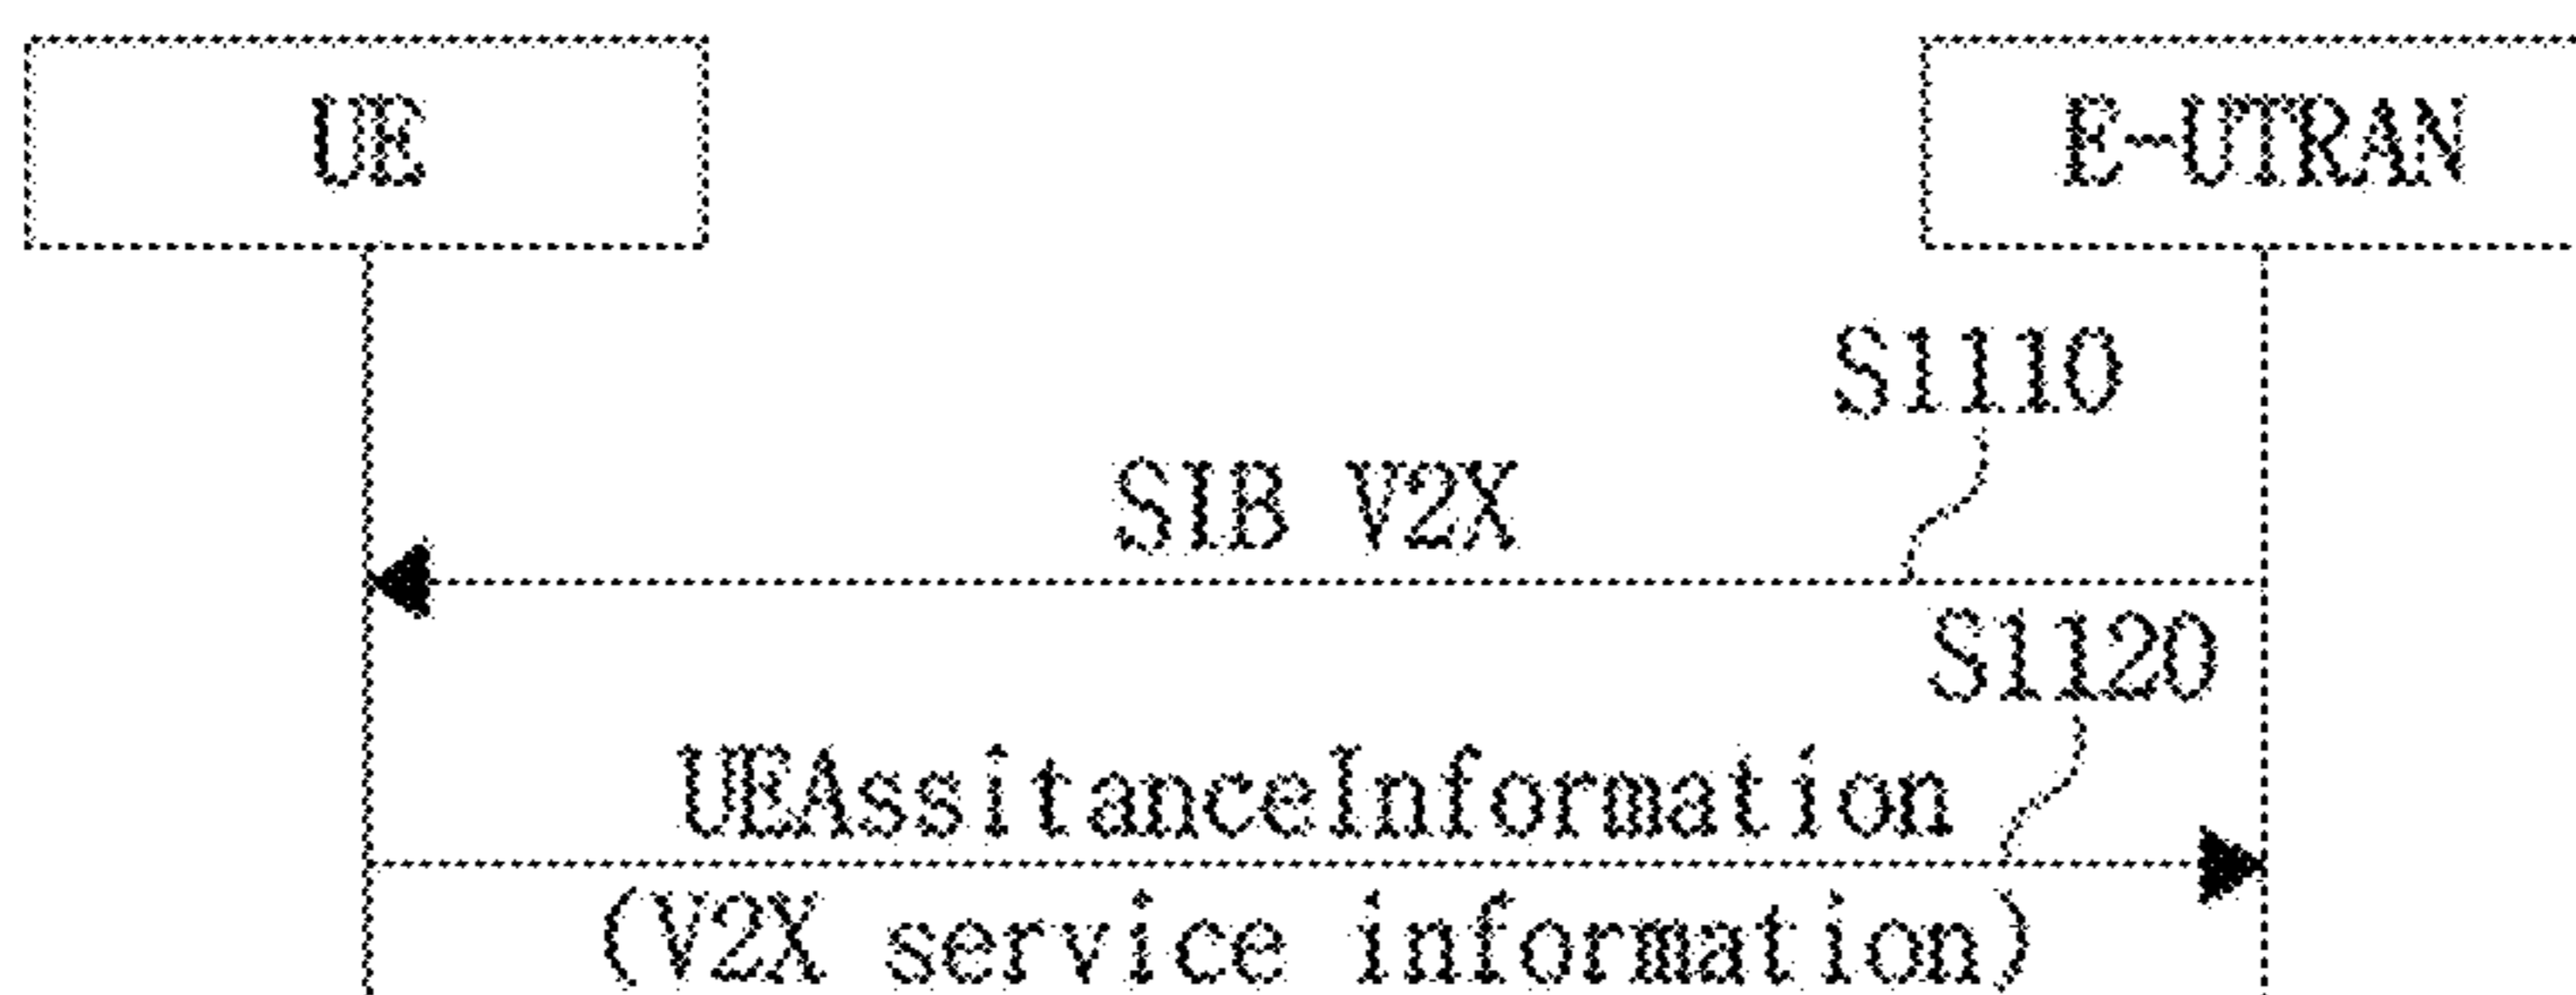 UE
E-UTRAN
S1110
SIB V2X
S1120
UEAssitanceInformation
(V2X service information)